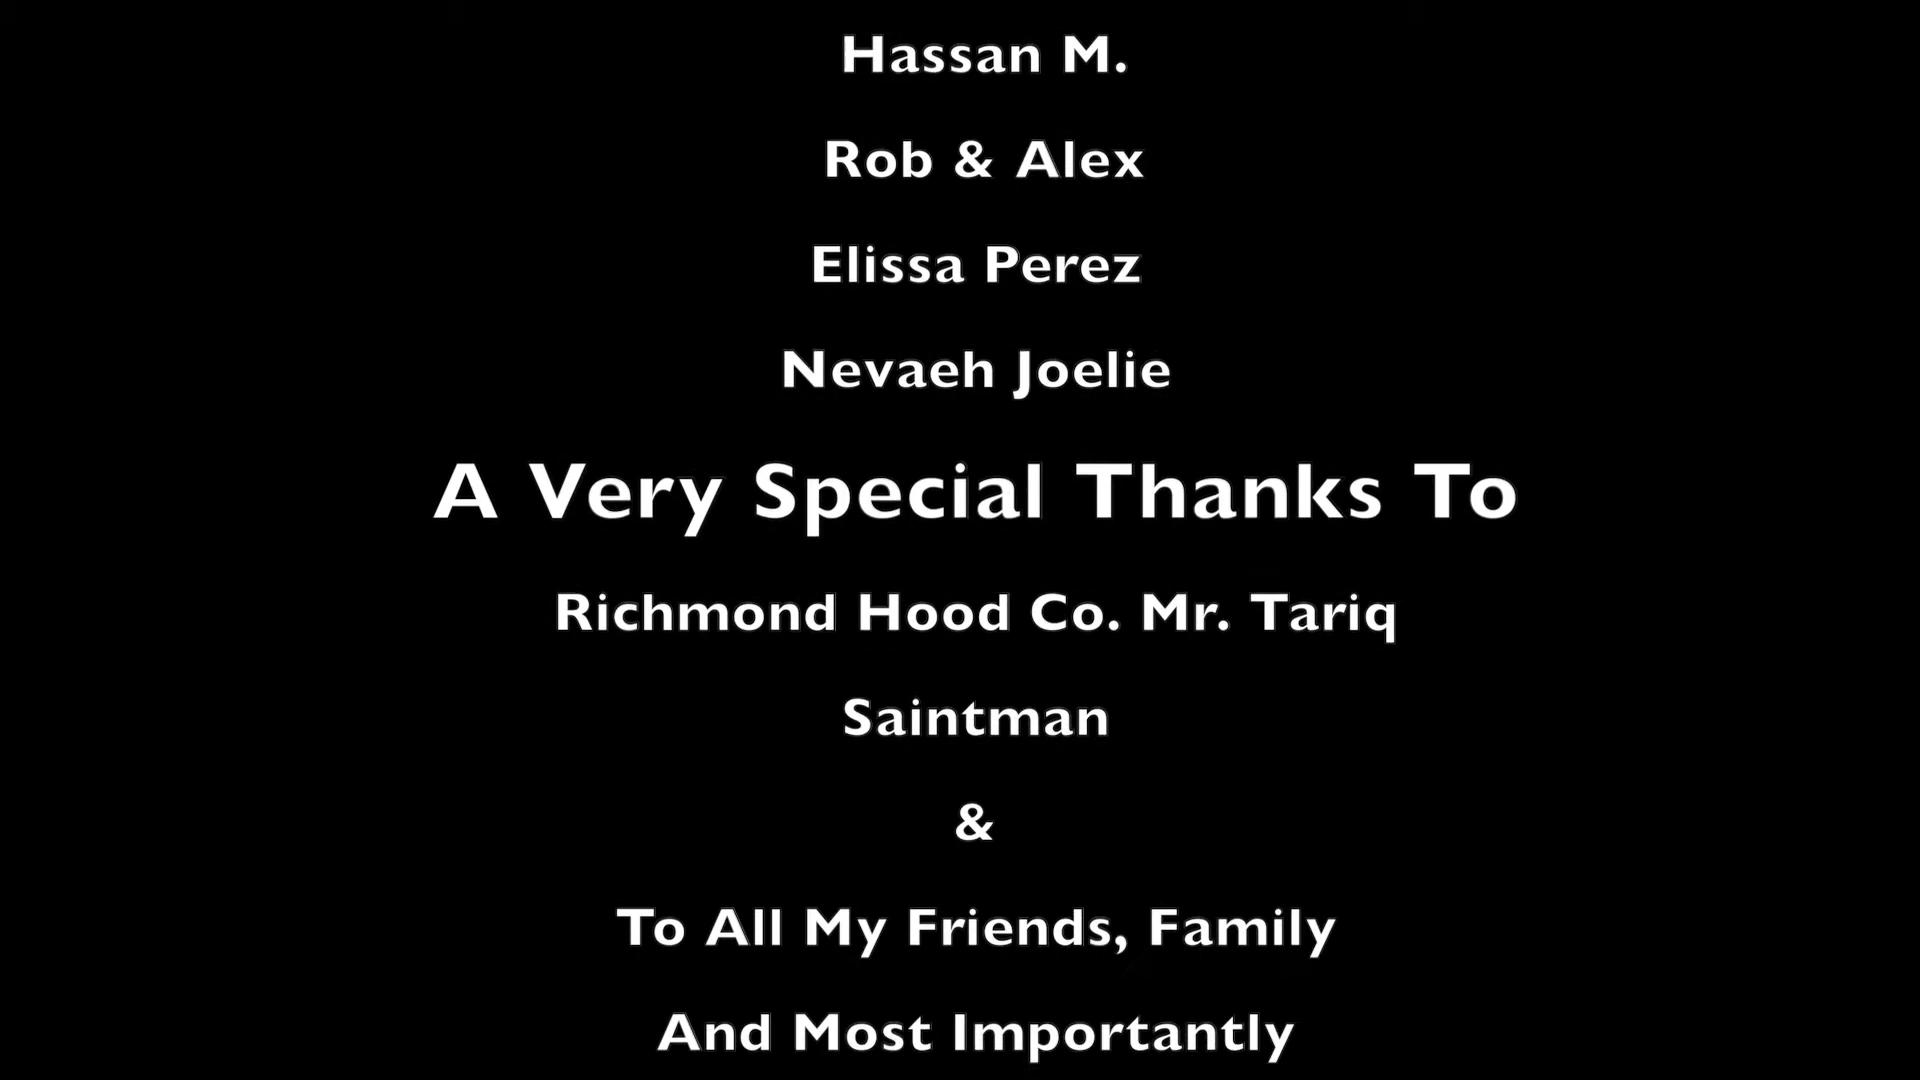 Hassan M.
Rob & Alex
Elissa Perez
Nevaeh Joelie
A Very Special Thanks To
Richmond Hood Co. Mr. Tariq
Saintman
&
To All My Friends, Family
And Most Importantly